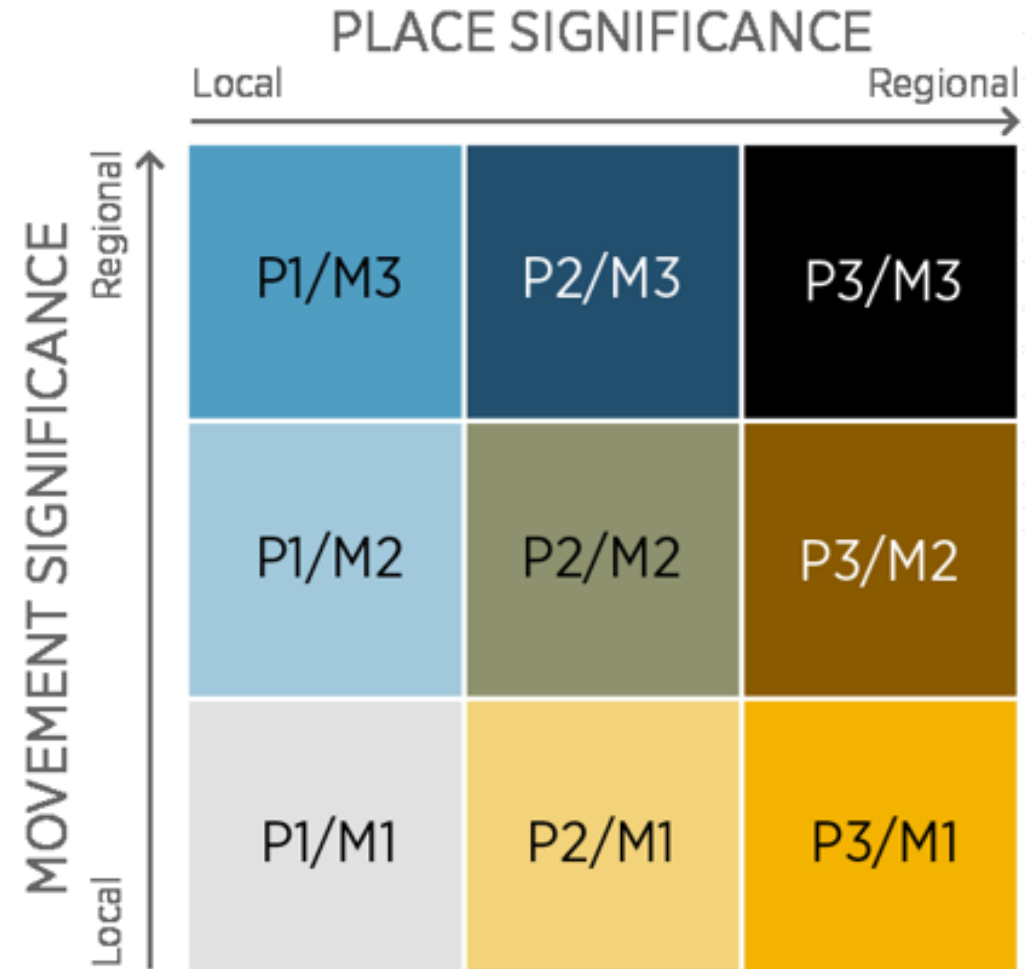 PLACE SIGNIFICANCE
Local
Regional
MOVEMENT SIGNIFICANCE
Regional
Local
P1/M3
P2/M3
P3/M3
P1/M2
P2/M2
P3/M2
P1/M1
P2/M1
P3/M1